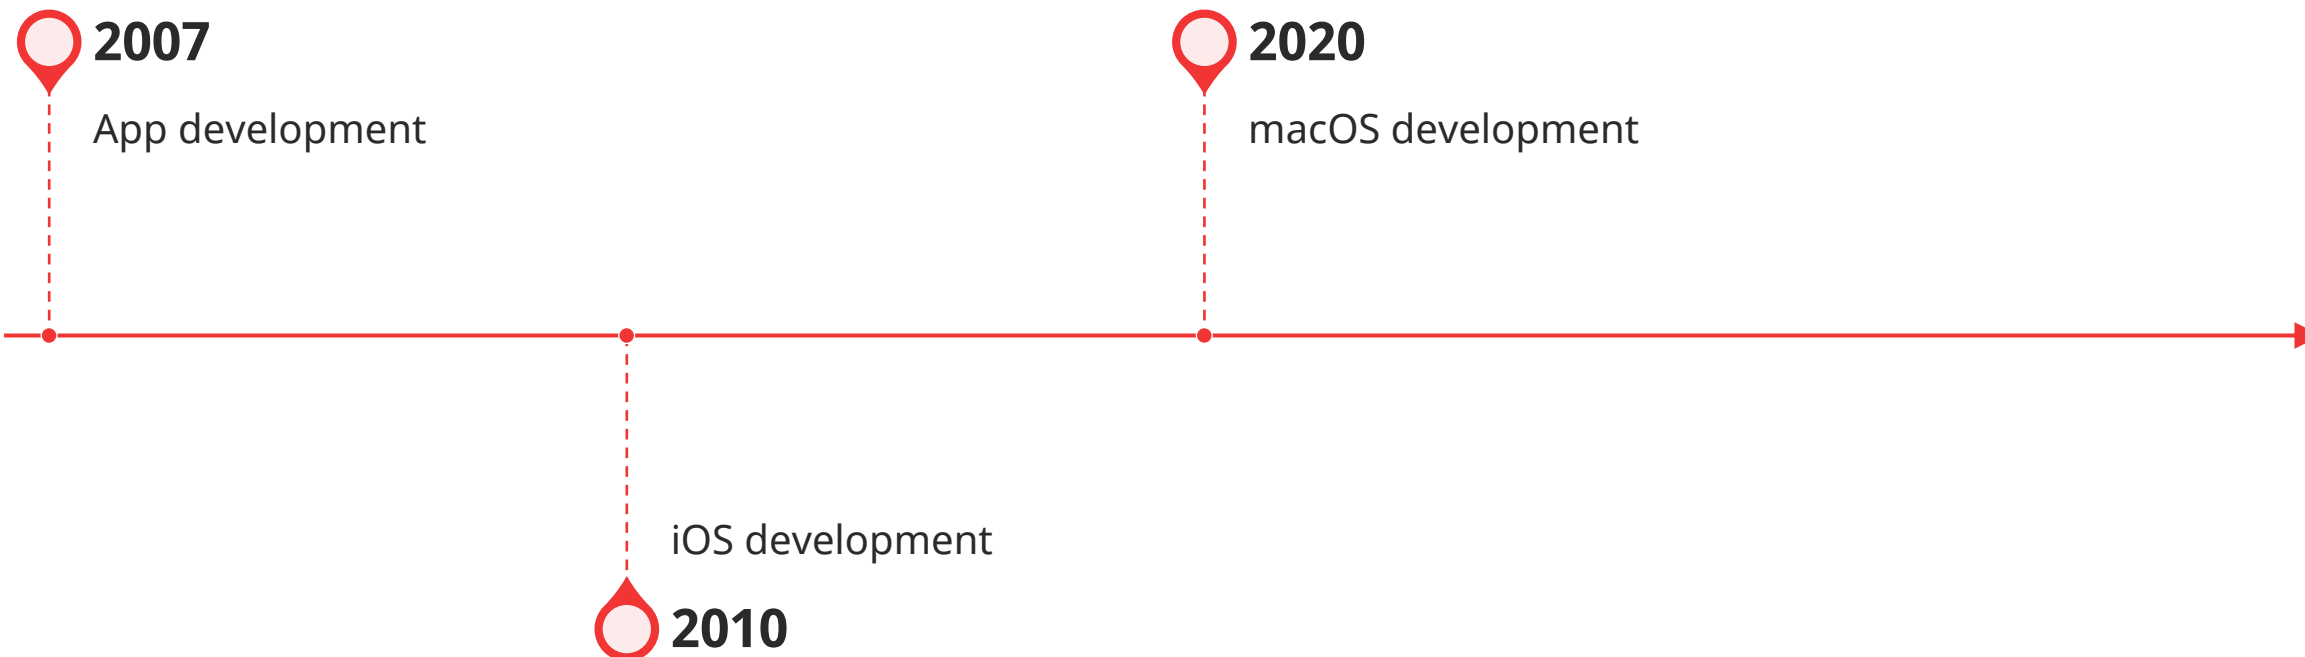 2007
App development
iOS development
2010
2020
macOS development